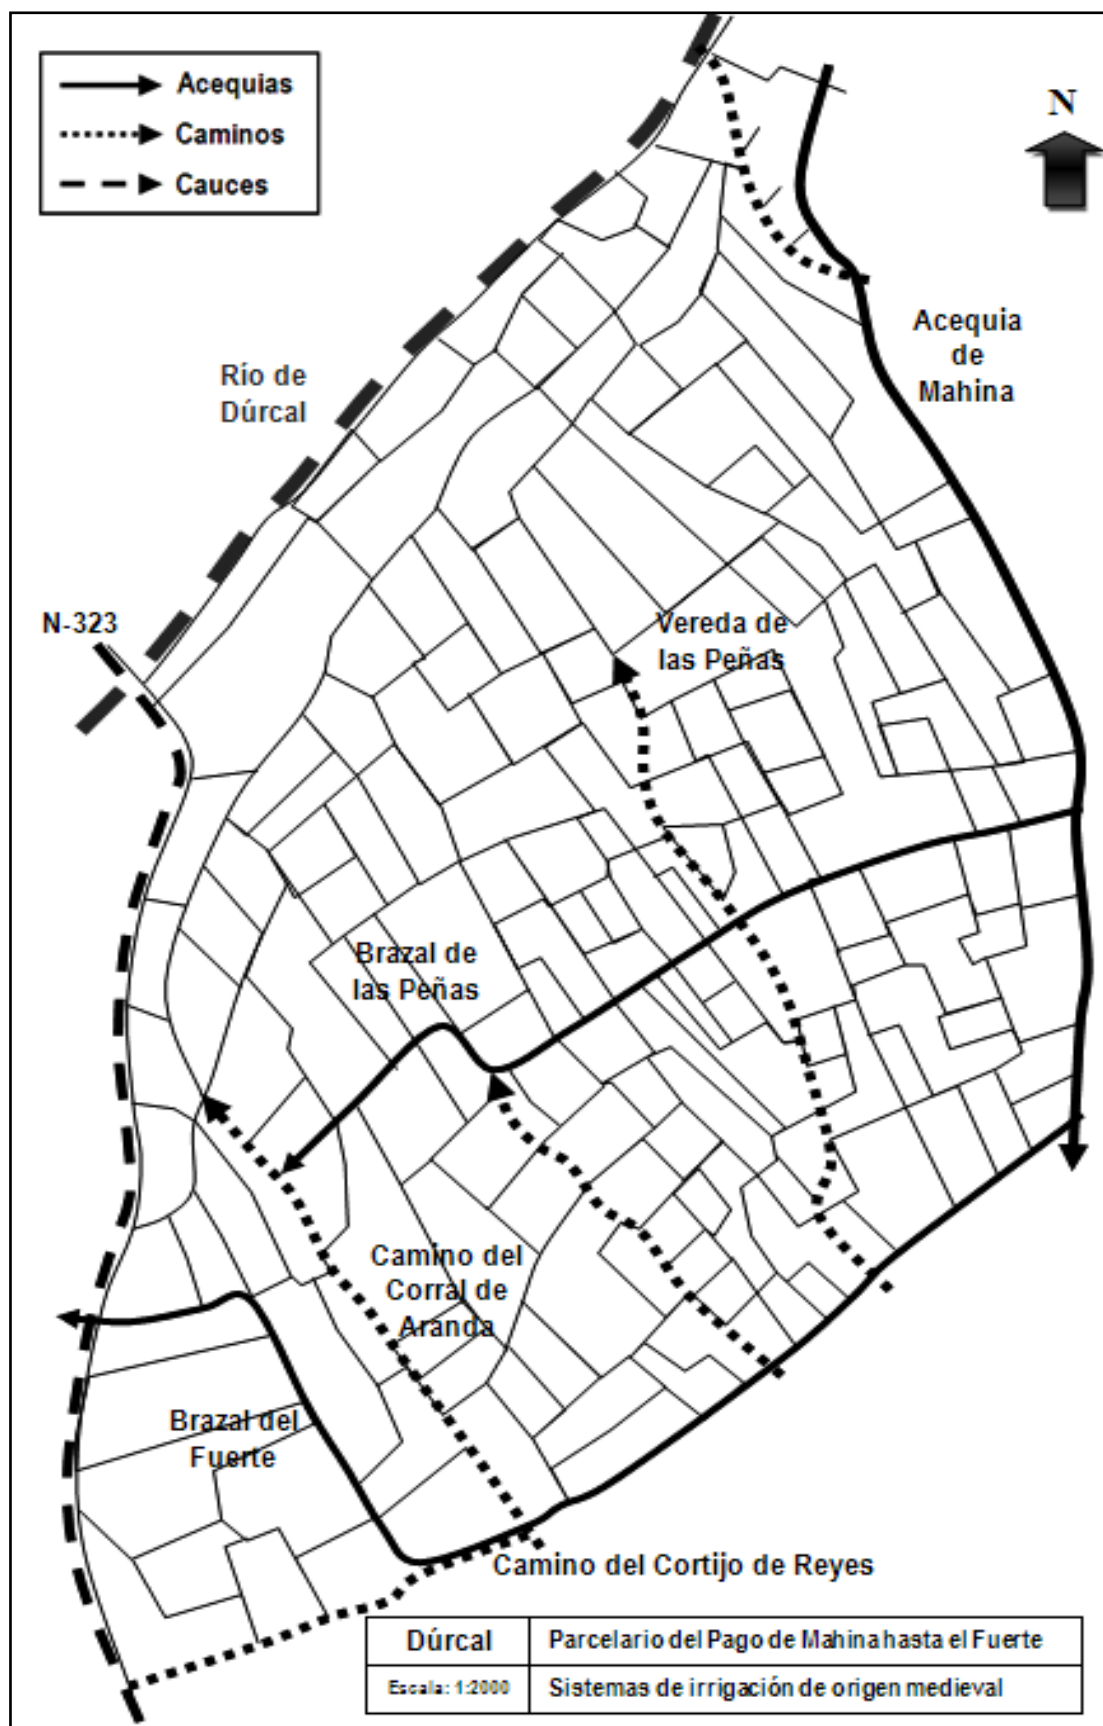 Acequias
Caminos
Cauces
N
Acequia
de
Mahina
Río de
Dúrcal
N-323
Vereda de
las Peñas
Brazal de
las Peñas
Camino del
Corral de
Aranda
Brazal del
Fuerte
Camino del Cortijo de Reyes
Dúrcal
Parcelario del Pago de Mahina hasta el Fuerte
Escala: 1:2000
Sistemas de irrigación de origen medieval